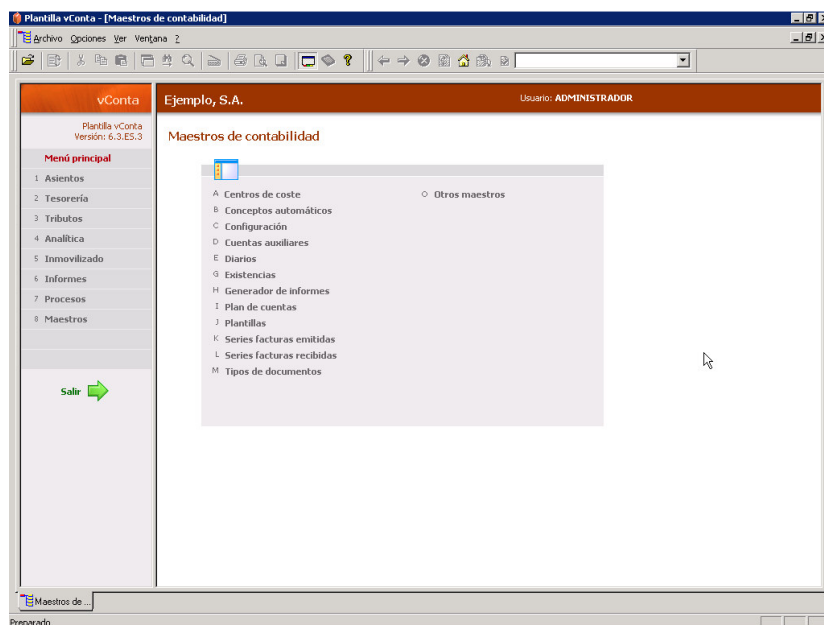 Plantilla vConta - [Maestros de contabilidad]
Archivo Opciones Ver Ventana ?
vConta
Ejemplo, S.A.
Usuario: ADMINISTRADOR
Plantilla vConta
Versión: 6.3.E5.3
Menú principal
1 Asientos
2 Tesorería
3 Tributos
4 Analítica
5 Inmovilizado
6 Informes
7 Procesos
8 Maestros
Salir
Maestros de contabilidad
A Centros de coste
B Conceptos automáticos
C Configuración
D Cuentas auxiliares
E Diarios
G Existencias
H Generador de informes
I Plan de cuentas
J Plantillas
K Series facturas emitidas
L Series facturas recibidas
M Tipos de documentos
O Otros maestros
Maestros de ...
Preparado